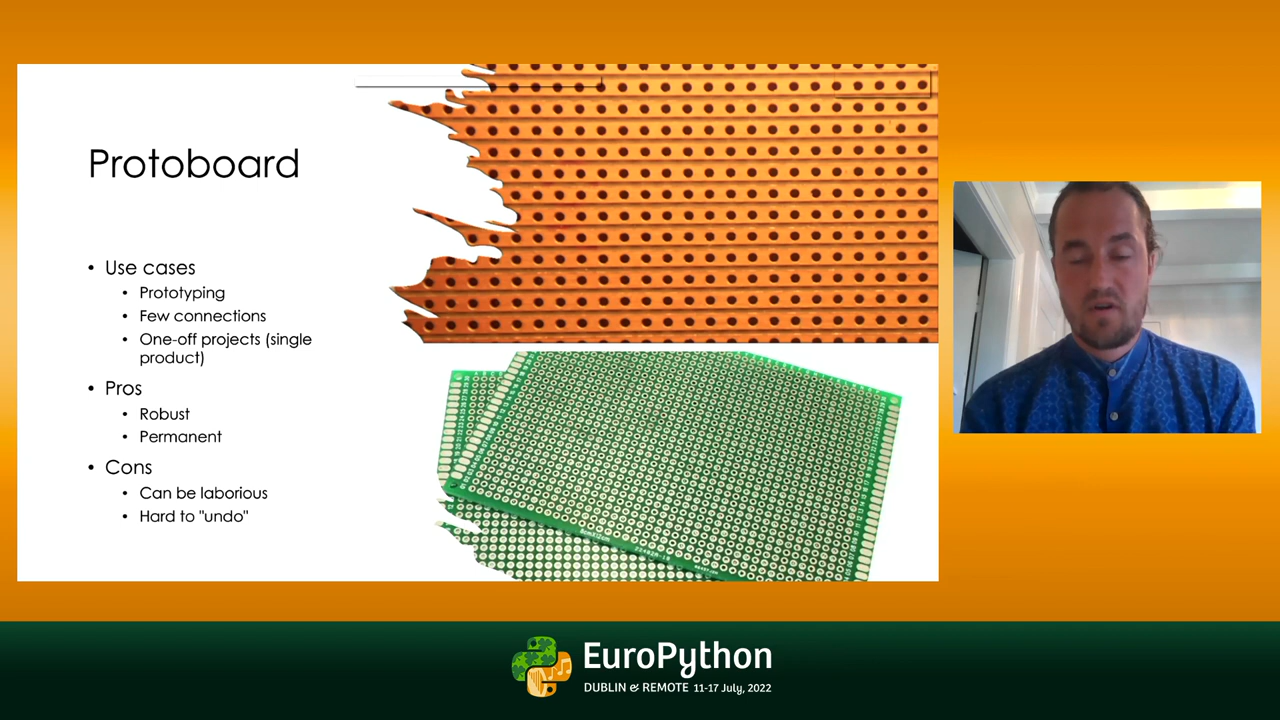 Protoboard
• Use cases
• Prototyping
• Few connections
• One-off projects (single
product)
• Pros
• Robust
• Permanent
• Cons
• Can be laborious
• Hard to "undo"
EuroPython
DUBLIN & REMOTE 11-17 July, 2022